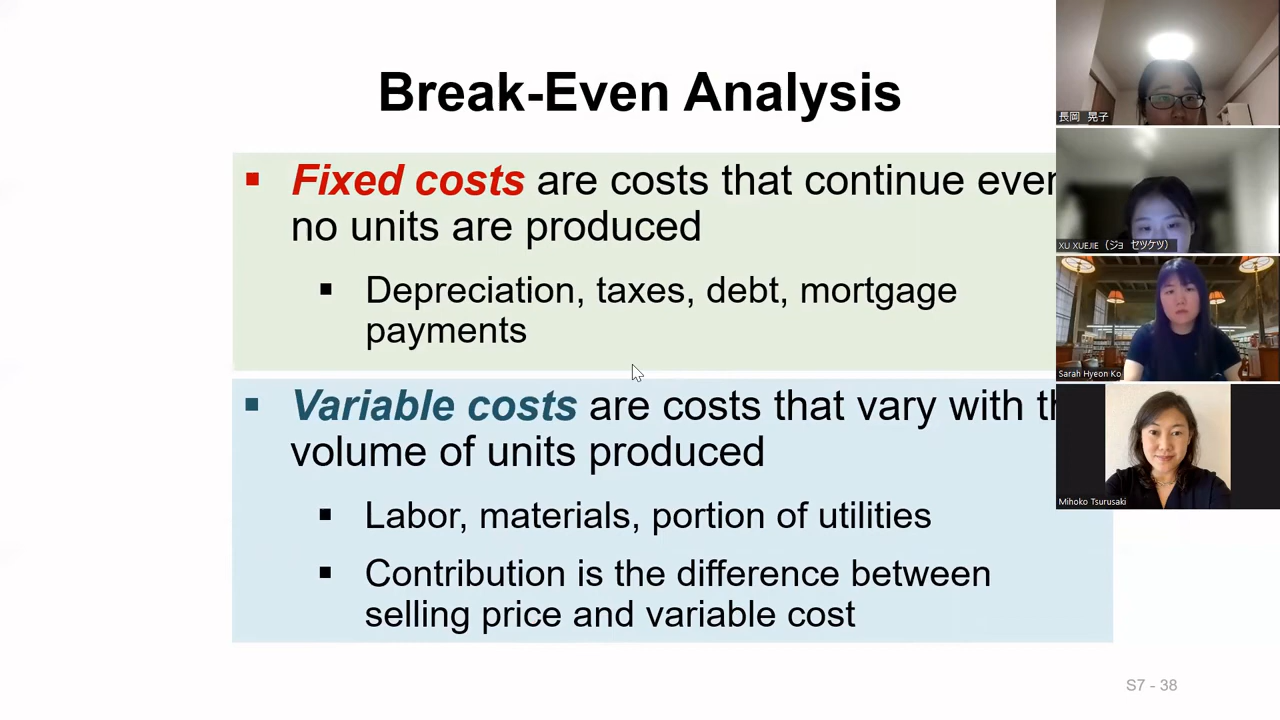 Break-Even Analysis
▪ Fixed costs are costs that continue even
no units are produced
▪ Depreciation, taxes, debt, mortgage
payments
▪ Variable costs are costs that vary with th
volume of units produced
▪ Labor, materials, portion of utilities
▪ Contribution is the difference between
selling price and variable cost
S7 - 38
長岡 晃子
XU XUEJIE（ジョ セツケツ）
Sarah Hyeon Ko
Mihoko Tsurusaki